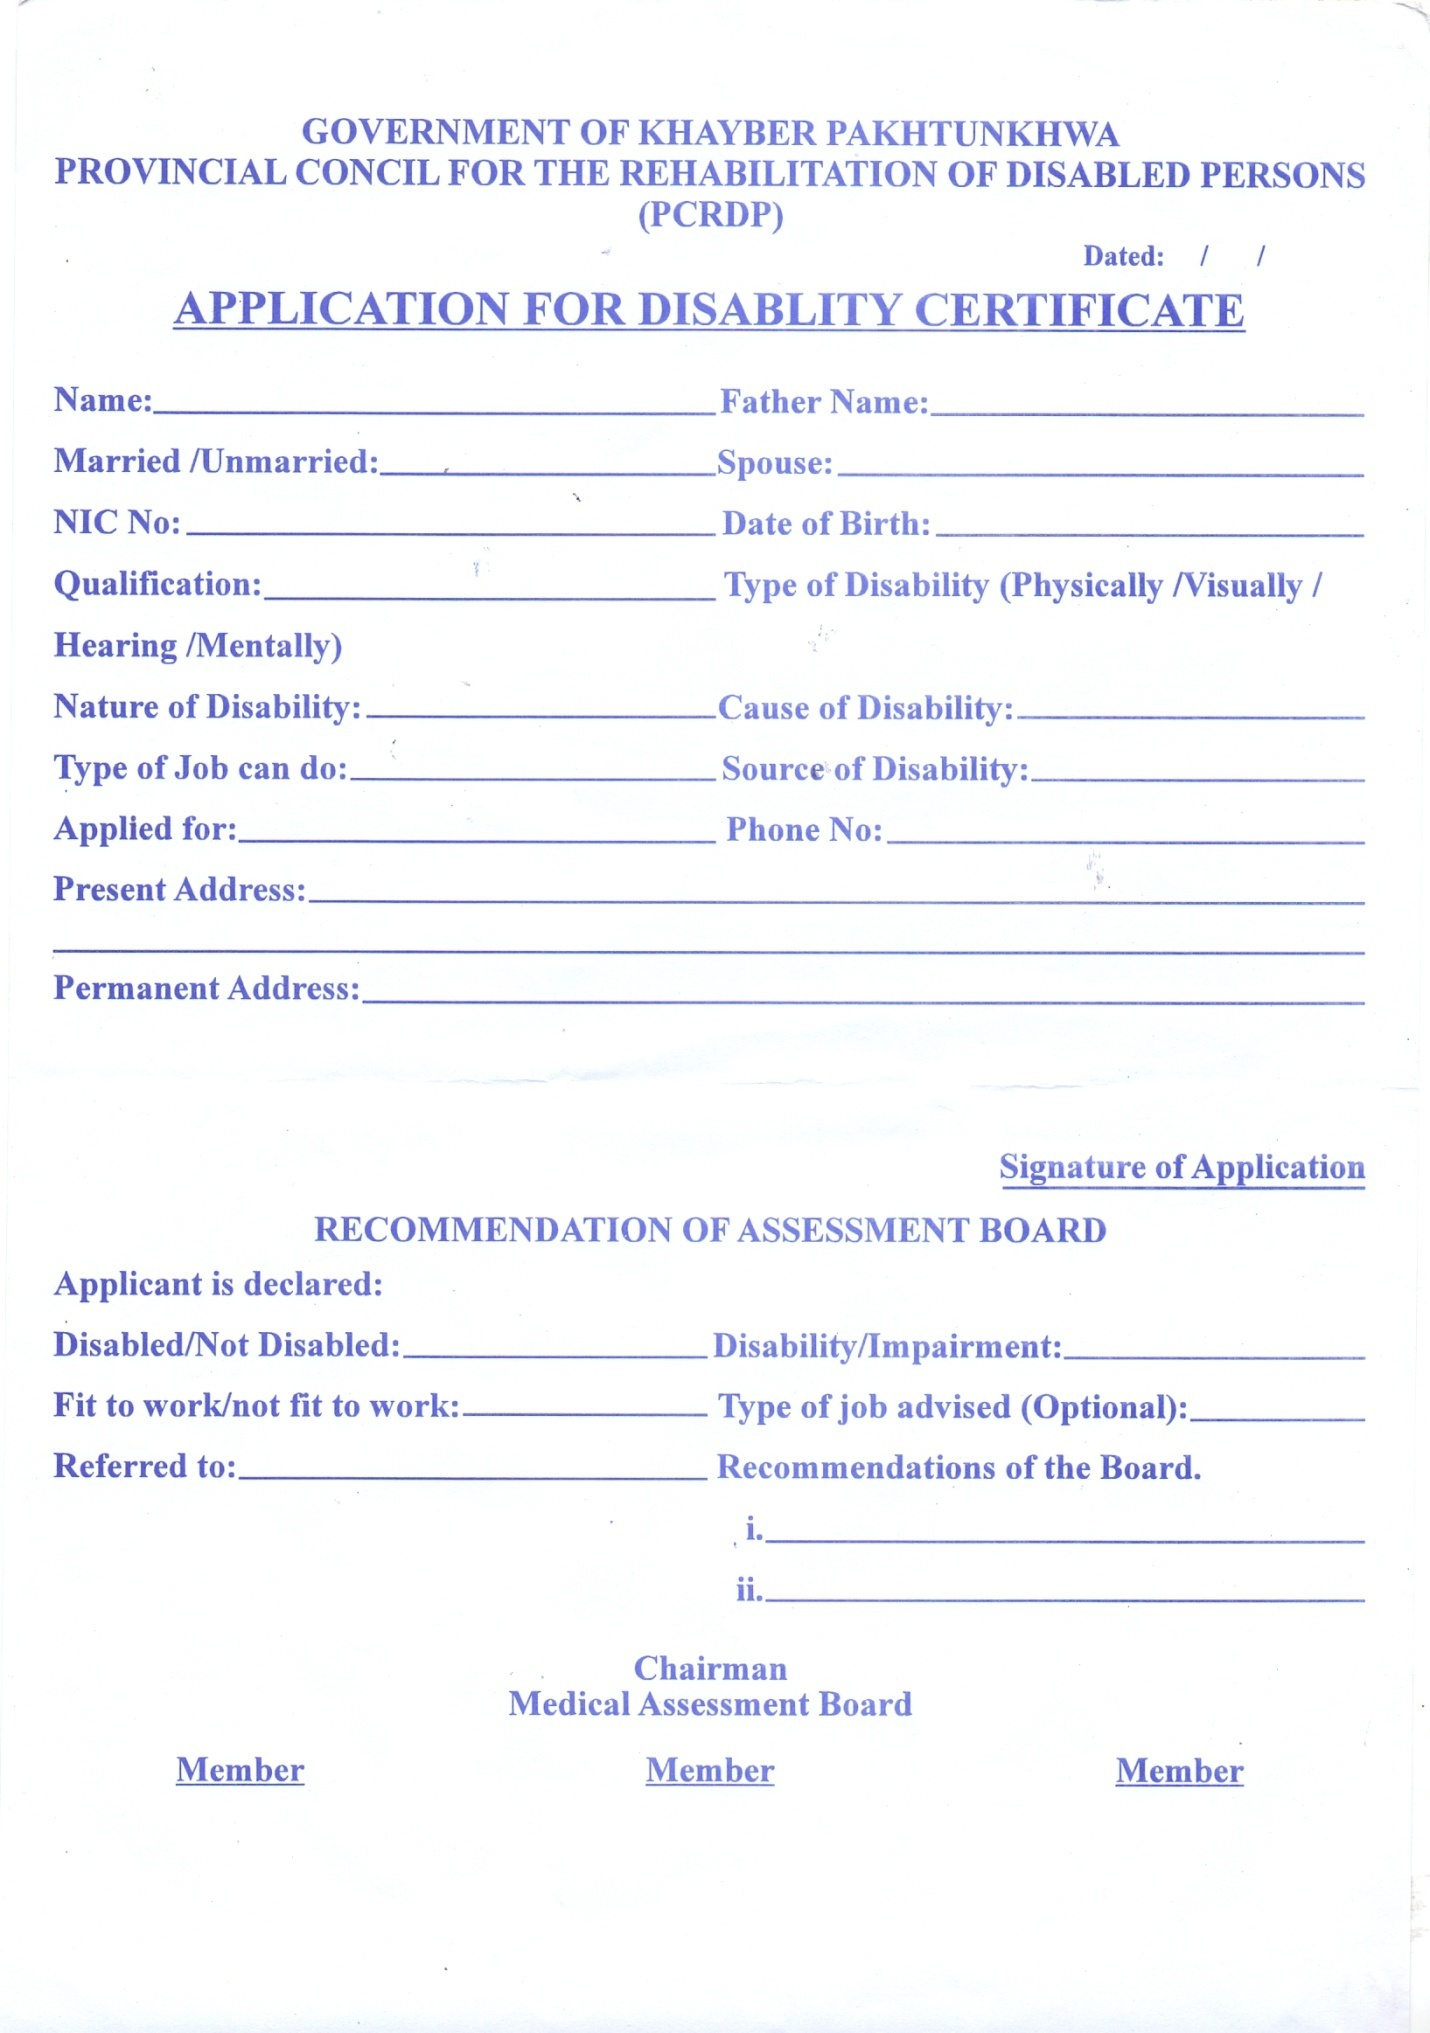 GOVERNMENT OF KHAYBER PAKHTUNKHWA
PROVINCIAL CONCIL FOR THE REHABILITATION OF DISABLED PERSONS
(PCRDP)
Dated: / /
APPLICATION FOR DISABLITY CERTIFICATE
Name: Father Name:
Married /Unmarried: Spouse:
NIC No: Date of Birth:
Qualification: Type of Disability (Physically /Visually /
Hearing /Mentally)
Nature of Disability: Cause of Disability:
Type of Job can do: Source of Disability:
Applied for: Phone No:
Present Address:
Permanent Address:
Signature of Application
RECOMMENDATION OF ASSESSMENT BOARD
Applicant is declared:
Disabled/Not Disabled: Disability/Impairment:
Fit to work/not fit to work: Type of job advised (Optional):
Referred to: Recommendations of the Board.
i.
ii.
Chairman
Medical Assessment Board
Member Member Member